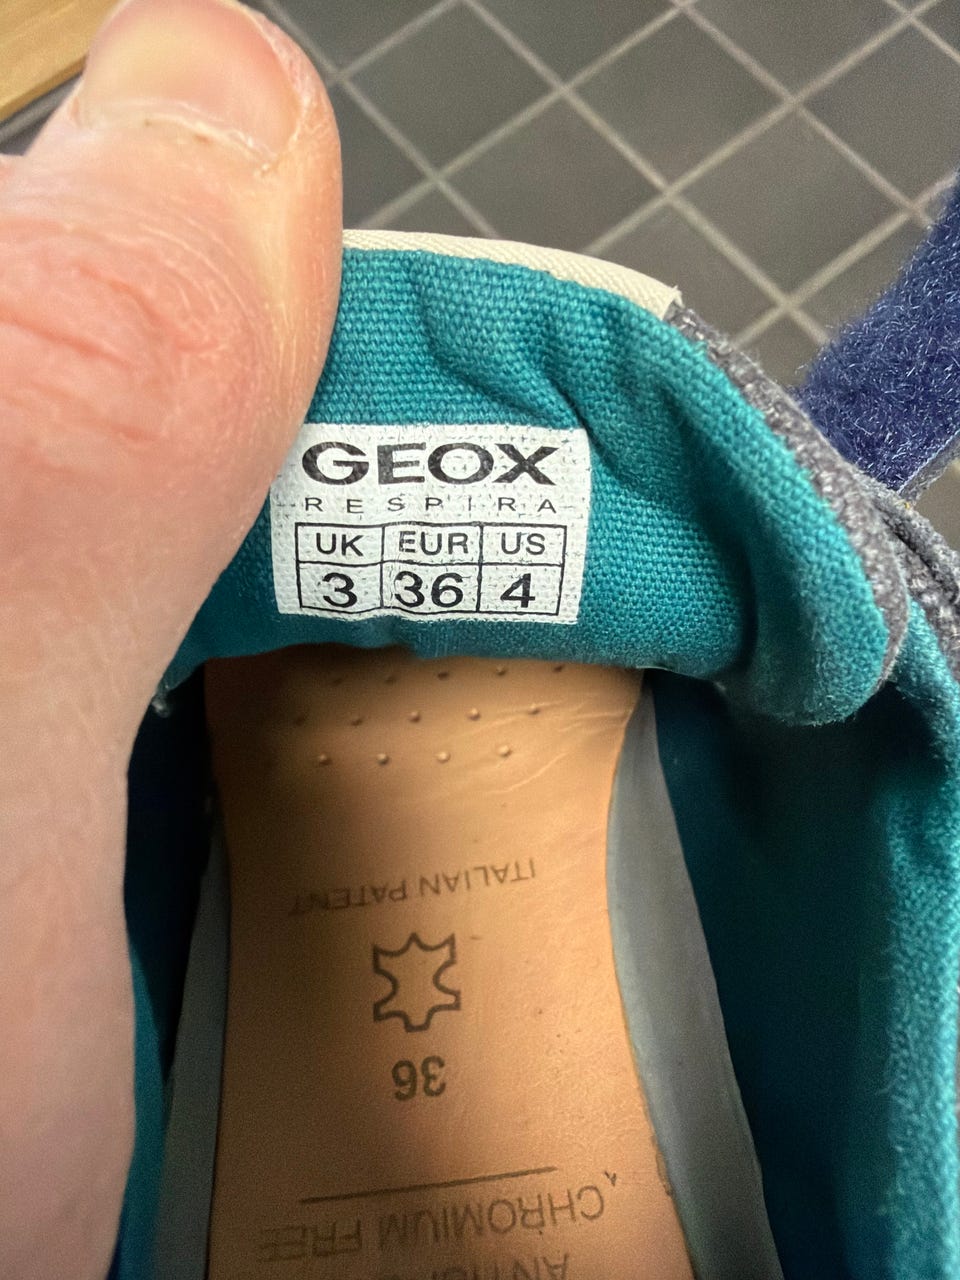 GEOX
RESPIRA
UK EUR US
3 36 4
ITALIAN PATENT
36
CHROMIUM FREE